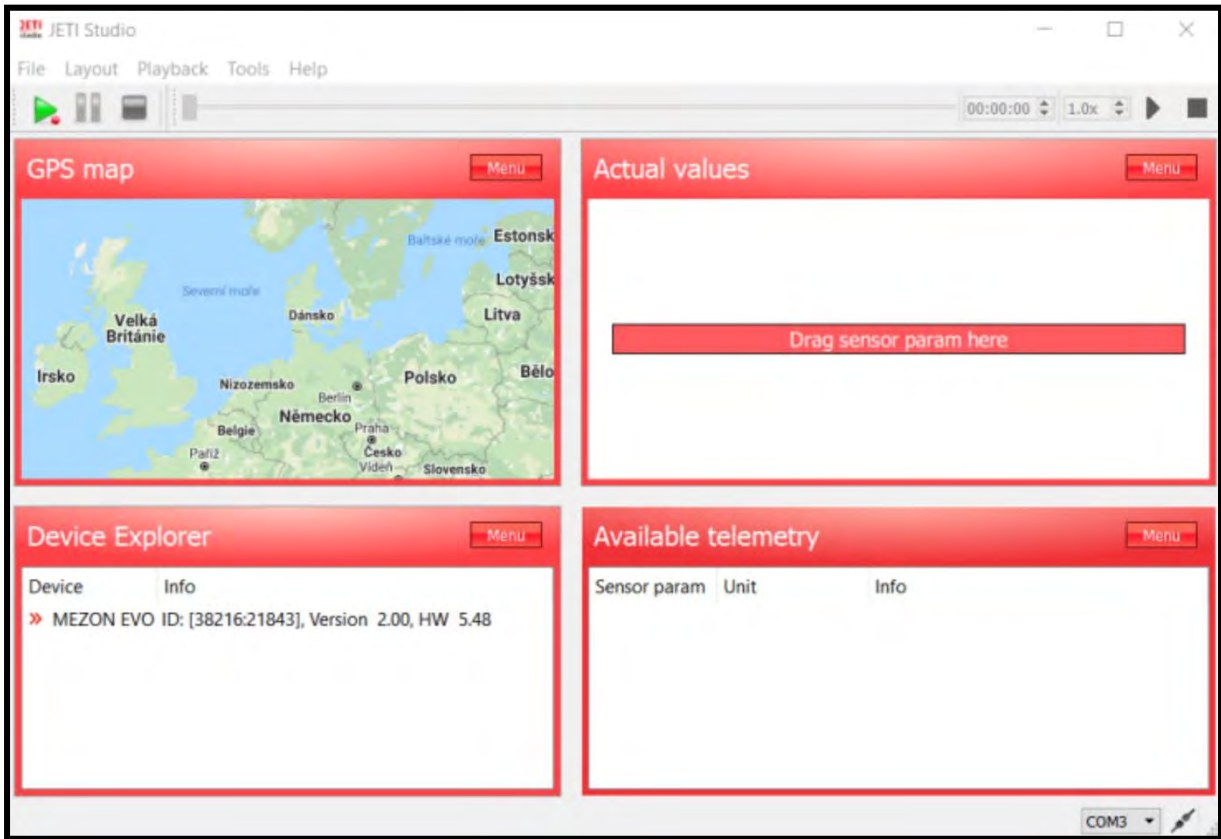 JETI studio JETI Studio
File Layout Playback Tools Help
00:00:00 1.0x
GPS map Menu
Baltské moře Estonsk
Severní moře Lotyšsk
Dánsko Litva
Velká
Británie
Irsko Nizozemsko Berlín Polsko Bělo
Německo
Belgie Praha
Paříž Česko
Vídeň Slovensko
Actual values Menu
Drag sensor param here
Device Explorer Menu
Device Info
MEZON EVO ID: [38216:21843], Version 2.00, HW 5.48
Available telemetry Menu
Sensor param Unit Info
COM3